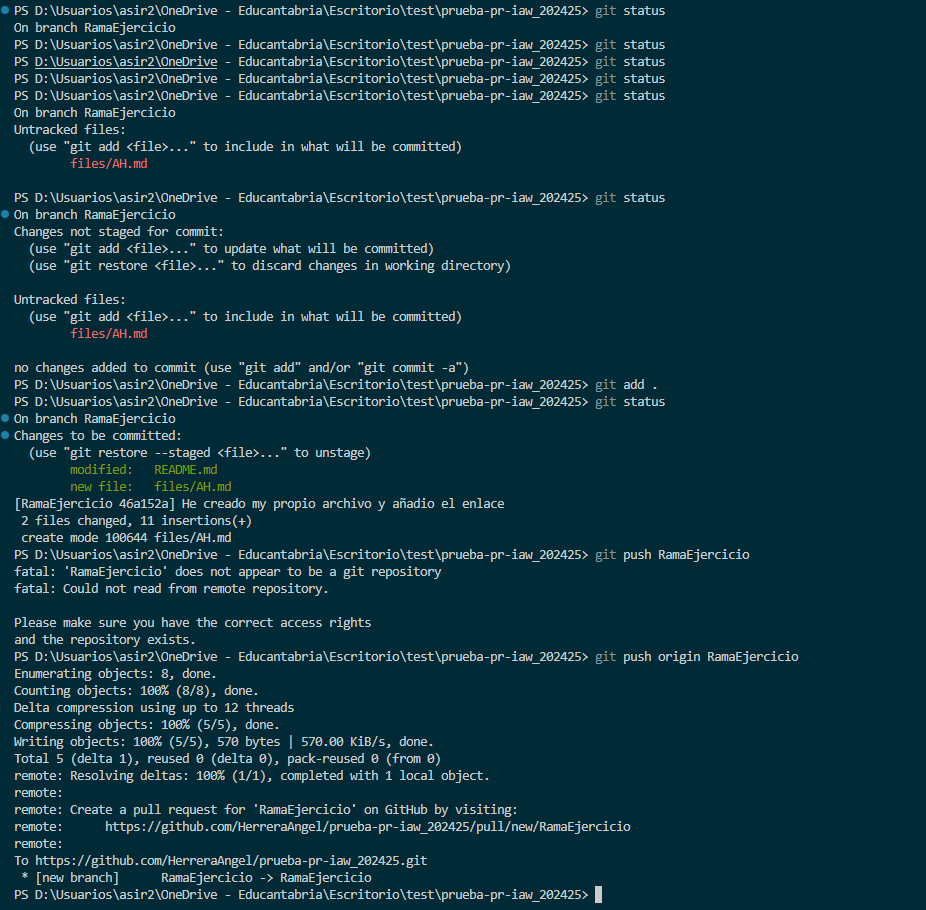 PS D:\Usuarios\asir2\OneDrive - Educantabria\Escritorio\test\prueba-pr-iaw_202425> git status
On branch RamaEjercicio
PS D:\Usuarios\asir2\OneDrive - Educantabria\Escritorio\test\prueba-pr-iaw_202425> git status
PS D:\Usuarios\asir2\OneDrive - Educantabria\Escritorio\test\prueba-pr-iaw_202425> git status
PS D:\Usuarios\asir2\OneDrive - Educantabria\Escritorio\test\prueba-pr-iaw_202425> git status
PS D:\Usuarios\asir2\OneDrive - Educantabria\Escritorio\test\prueba-pr-iaw_202425> git status
On branch RamaEjercicio
Untracked files:
  (use "git add <file>..." to include in what will be committed)
        files/AH.md
PS D:\Usuarios\asir2\OneDrive - Educantabria\Escritorio\test\prueba-pr-iaw_202425> git status
On branch RamaEjercicio
Changes not staged for commit:
  (use "git add <file>..." to update what will be committed)
  (use "git restore <file>..." to discard changes in working directory)
Untracked files:
  (use "git add <file>..." to include in what will be committed)
        files/AH.md
no changes added to commit (use "git add" and/or "git commit -a")
PS D:\Usuarios\asir2\OneDrive - Educantabria\Escritorio\test\prueba-pr-iaw_202425> git add .
PS D:\Usuarios\asir2\OneDrive - Educantabria\Escritorio\test\prueba-pr-iaw_202425> git status
On branch RamaEjercicio
Changes to be committed:
  (use "git restore --staged <file>..." to unstage)
        modified:   README.md
        new file:   files/AH.md
[RamaEjercicio 46a152a] He creado my propio archivo y añadio el enlace
 2 files changed, 11 insertions(+)
 create mode 100644 files/AH.md
PS D:\Usuarios\asir2\OneDrive - Educantabria\Escritorio\test\prueba-pr-iaw_202425> git push RamaEjercicio
fatal: 'RamaEjercicio' does not appear to be a git repository
fatal: Could not read from remote repository.
Please make sure you have the correct access rights
and the repository exists.
PS D:\Usuarios\asir2\OneDrive - Educantabria\Escritorio\test\prueba-pr-iaw_202425> git push origin RamaEjercicio
Enumerating objects: 8, done.
Counting objects: 100% (8/8), done.
Delta compression using up to 12 threads
Compressing objects: 100% (5/5), done.
Writing objects: 100% (5/5), 570 bytes | 570.00 KiB/s, done.
Total 5 (delta 1), reused 0 (delta 0), pack-reused 0 (from 0)
remote: Resolving deltas: 100% (1/1), completed with 1 local object.
remote:
remote: Create a pull request for 'RamaEjercicio' on GitHub by visiting:
remote:      https://github.com/HerreraAngel/prueba-pr-iaw_202425/pull/new/RamaEjercicio
remote:
To https://github.com/HerreraAngel/prueba-pr-iaw_202425.git
 * [new branch]      RamaEjercicio -> RamaEjercicio
PS D:\Usuarios\asir2\OneDrive - Educantabria\Escritorio\test\prueba-pr-iaw_202425>